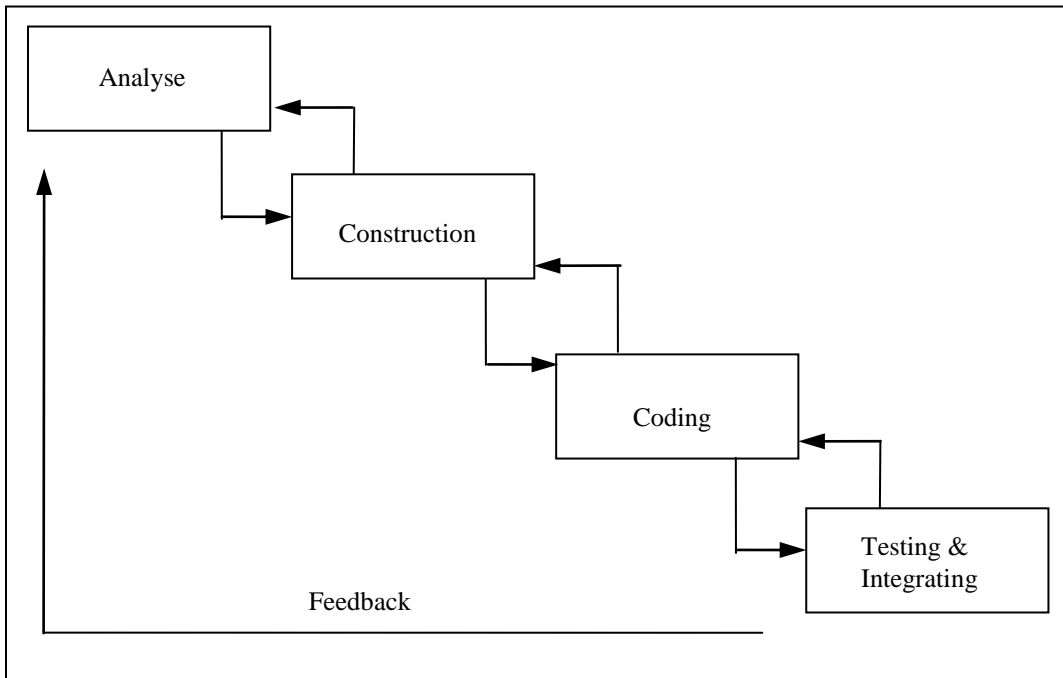 Analyse
Construction
Coding
Testing &
Integrating
Feedback